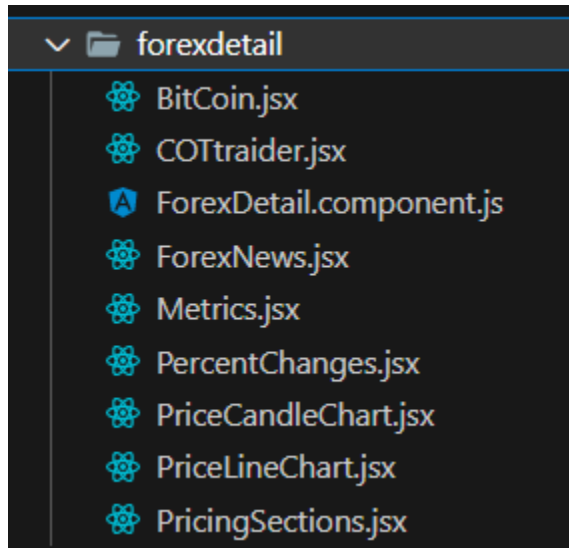 forexdetail
BitCoin.jsx
COTtraider.jsx
ForexDetail.component.js
ForexNews.jsx
Metrics.jsx
PercentChanges.jsx
PriceCandleChart.jsx
PriceLineChart.jsx
PricingSections.jsx